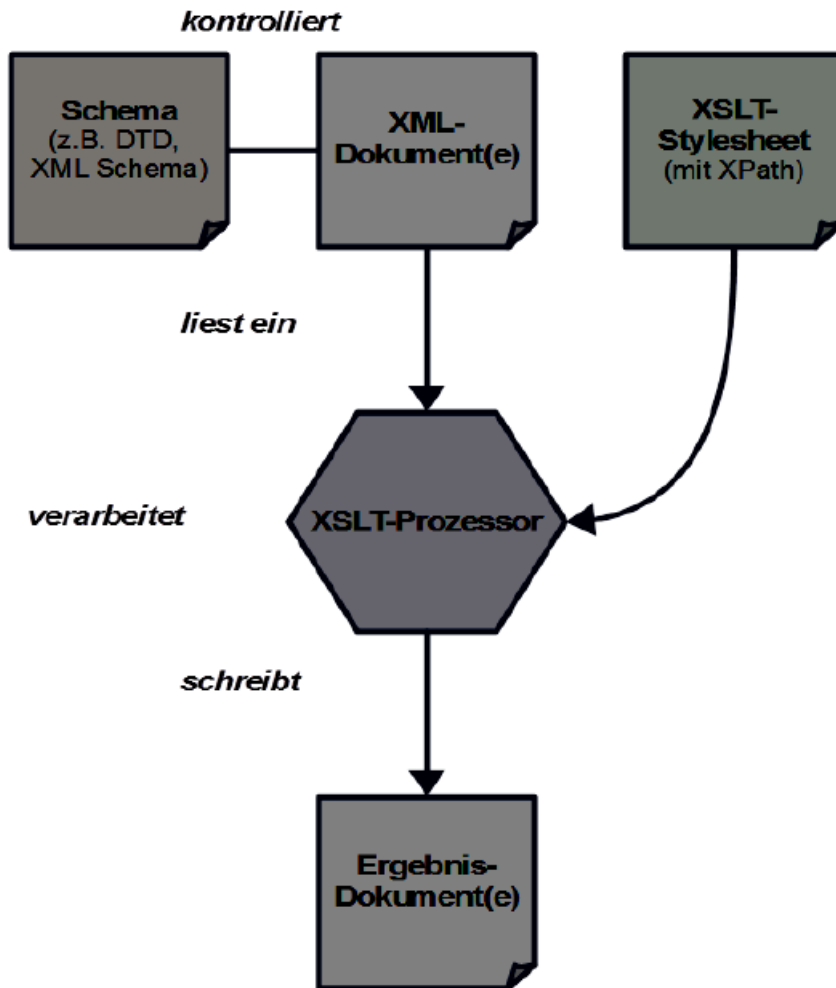 kontrolliert
Schema
(z.B. DTD,
XML Schema)
XML-
Dokument(e)
XSLT-
Stylesheet
(mit XPath)
liest ein
verarbeitet
XSLT-Prozessor
schreibt
Ergebnis-
Dokument(e)